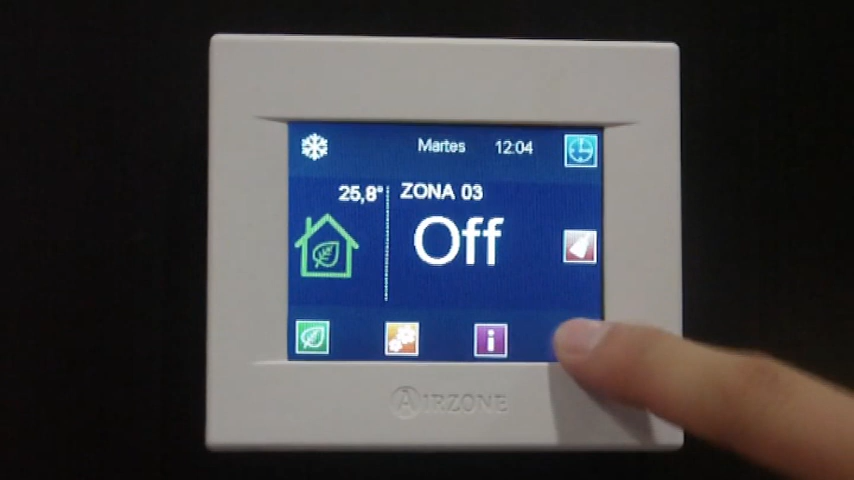 Martes 12:04
25,8°
ZONA 03
Off
i
AIRZONE